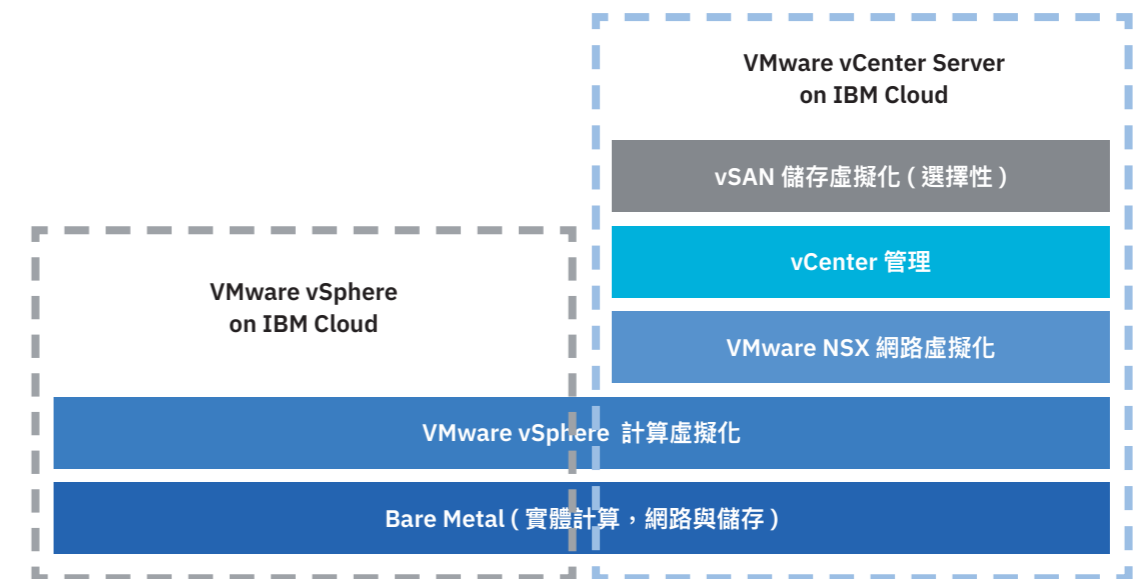 VMware vCenter Server
on IBM Cloud
vSAN 儲存虛擬化 ( 選擇性 )
vCenter 管理
VMware NSX 網路虛擬化
VMware vSphere
on IBM Cloud
VMware vSphere 計算虛擬化
Bare Metal ( 實體計算，網路與儲存 )